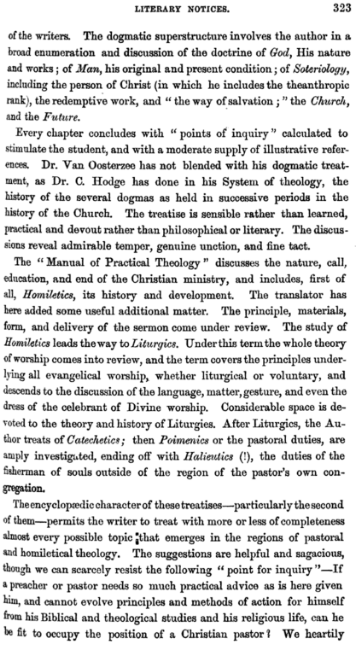 LITERARY NOTICES. 323
of the writers. The dogmatic superstructure involves the author in a
broad enumeration and discussion of the doctrine of God, His nature
and works; of Man, his original and present condition; of Soteriology,
including the person of Christ (in which he includes the theanthropic
rank), the redemptive work, and "the way of salvation;" the Church,
and the Future.
Every chapter concludes with "points of inquiry" calculated to
stimulate the student, and with a moderate supply of illustrative refer-
ences. Dr. Van Oosterzee has not blended with his dogmatic treat-
ment, as Dr. C. Hodge has done in his System of theology, the
history of the several dogmas as held in successive periods in the
history of the Church. The treatise is sensible rather than learned,
practical and devout rather than philosophical or literary. The discus-
sions reveal admirable temper, genuine unction, and fine tact.
The "Manual of Practical Theology" discusses the nature, call,
education, and end of the Christian ministry, and includes, first of
all, Homiletics, its history and development. The translator has
here added some useful additional matter. The principle, materials,
form, and delivery of the sermon come under review. The study of
Homiletics leads the way to Liturgics. Under this term the whole theory
of worship comes into review, and the term covers the principles under-
lying all evangelical worship, whether liturgical or voluntary, and
descends to the discussion of the language, matter, gesture, and even the
dress of the celebrant of Divine worship. Considerable space is de-
voted to the theory and history of Liturgies. After Liturgics, the Au-
thor treats of Catechetics; then Poimenics or the pastoral duties, are
amply investigated, ending off with Halieutics (!), the duties of the
fisherman of souls outside of the region of the pastor's own con-
gregation.
The encyclopædic character of these treatises—particularly the second
of them—permits the writer to treat with more or less of completeness
almost every possible topic that emerges in the regions of pastoral
and homiletical theology. The suggestions are helpful and sagacious,
though we can scarcely resist the following "point for inquiry"—If
a preacher or pastor needs so much practical advice as is here given
him, and cannot evolve principles and methods of action for himself
from his Biblical and theological studies and his religious life, can he
be fit to occupy the position of a Christian pastor? We heartily